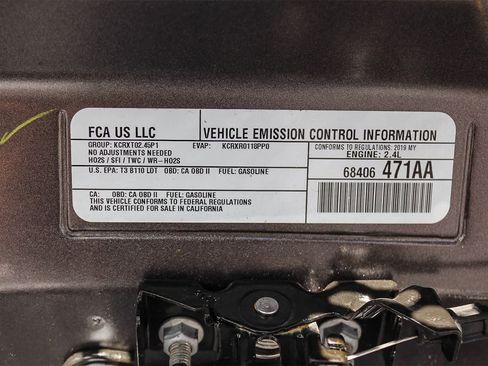 FCA US LLC
VEHICLE EMISSION CONTROL INFORMATION
GROUP: KCRXT02.45P1 EVAP: KCRXR0118PP0
NO ADJUSTMENTS NEEDED
HO2S / SFI / TWC / WR-HO2S
CONFORMS TO REGULATIONS: 2019 MY
ENGINE: 2.4L
U.S. EPA: T3 B110 LDT OBD: CA OBD II FUEL: GASOLINE
68406 471AA
CA: OBD: CA OBD II FUEL: GASOLINE
THIS VEHICLE CONFORMS TO CARB REGULATIONS
AND IS CERTIFIED FOR SALE IN CALIFORNIA